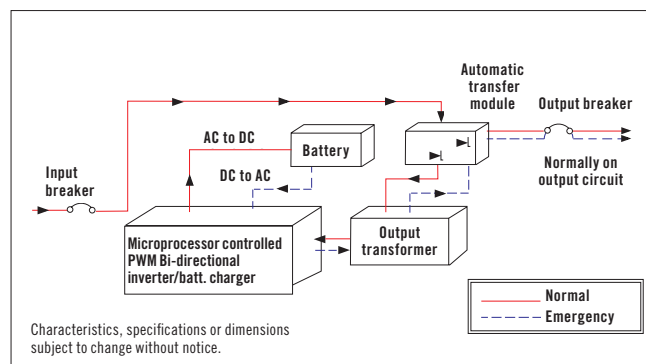 Automatic
transfer
module
Output breaker
AC to DC
Battery
Normally on
output circuit
DC to AC
Input
breaker
Microprocessor controlled
PWM Bi-directional
inverter/batt. charger
Output
transformer
Normal
Emergency
Characteristics, specifications or dimensions
subject to change without notice.